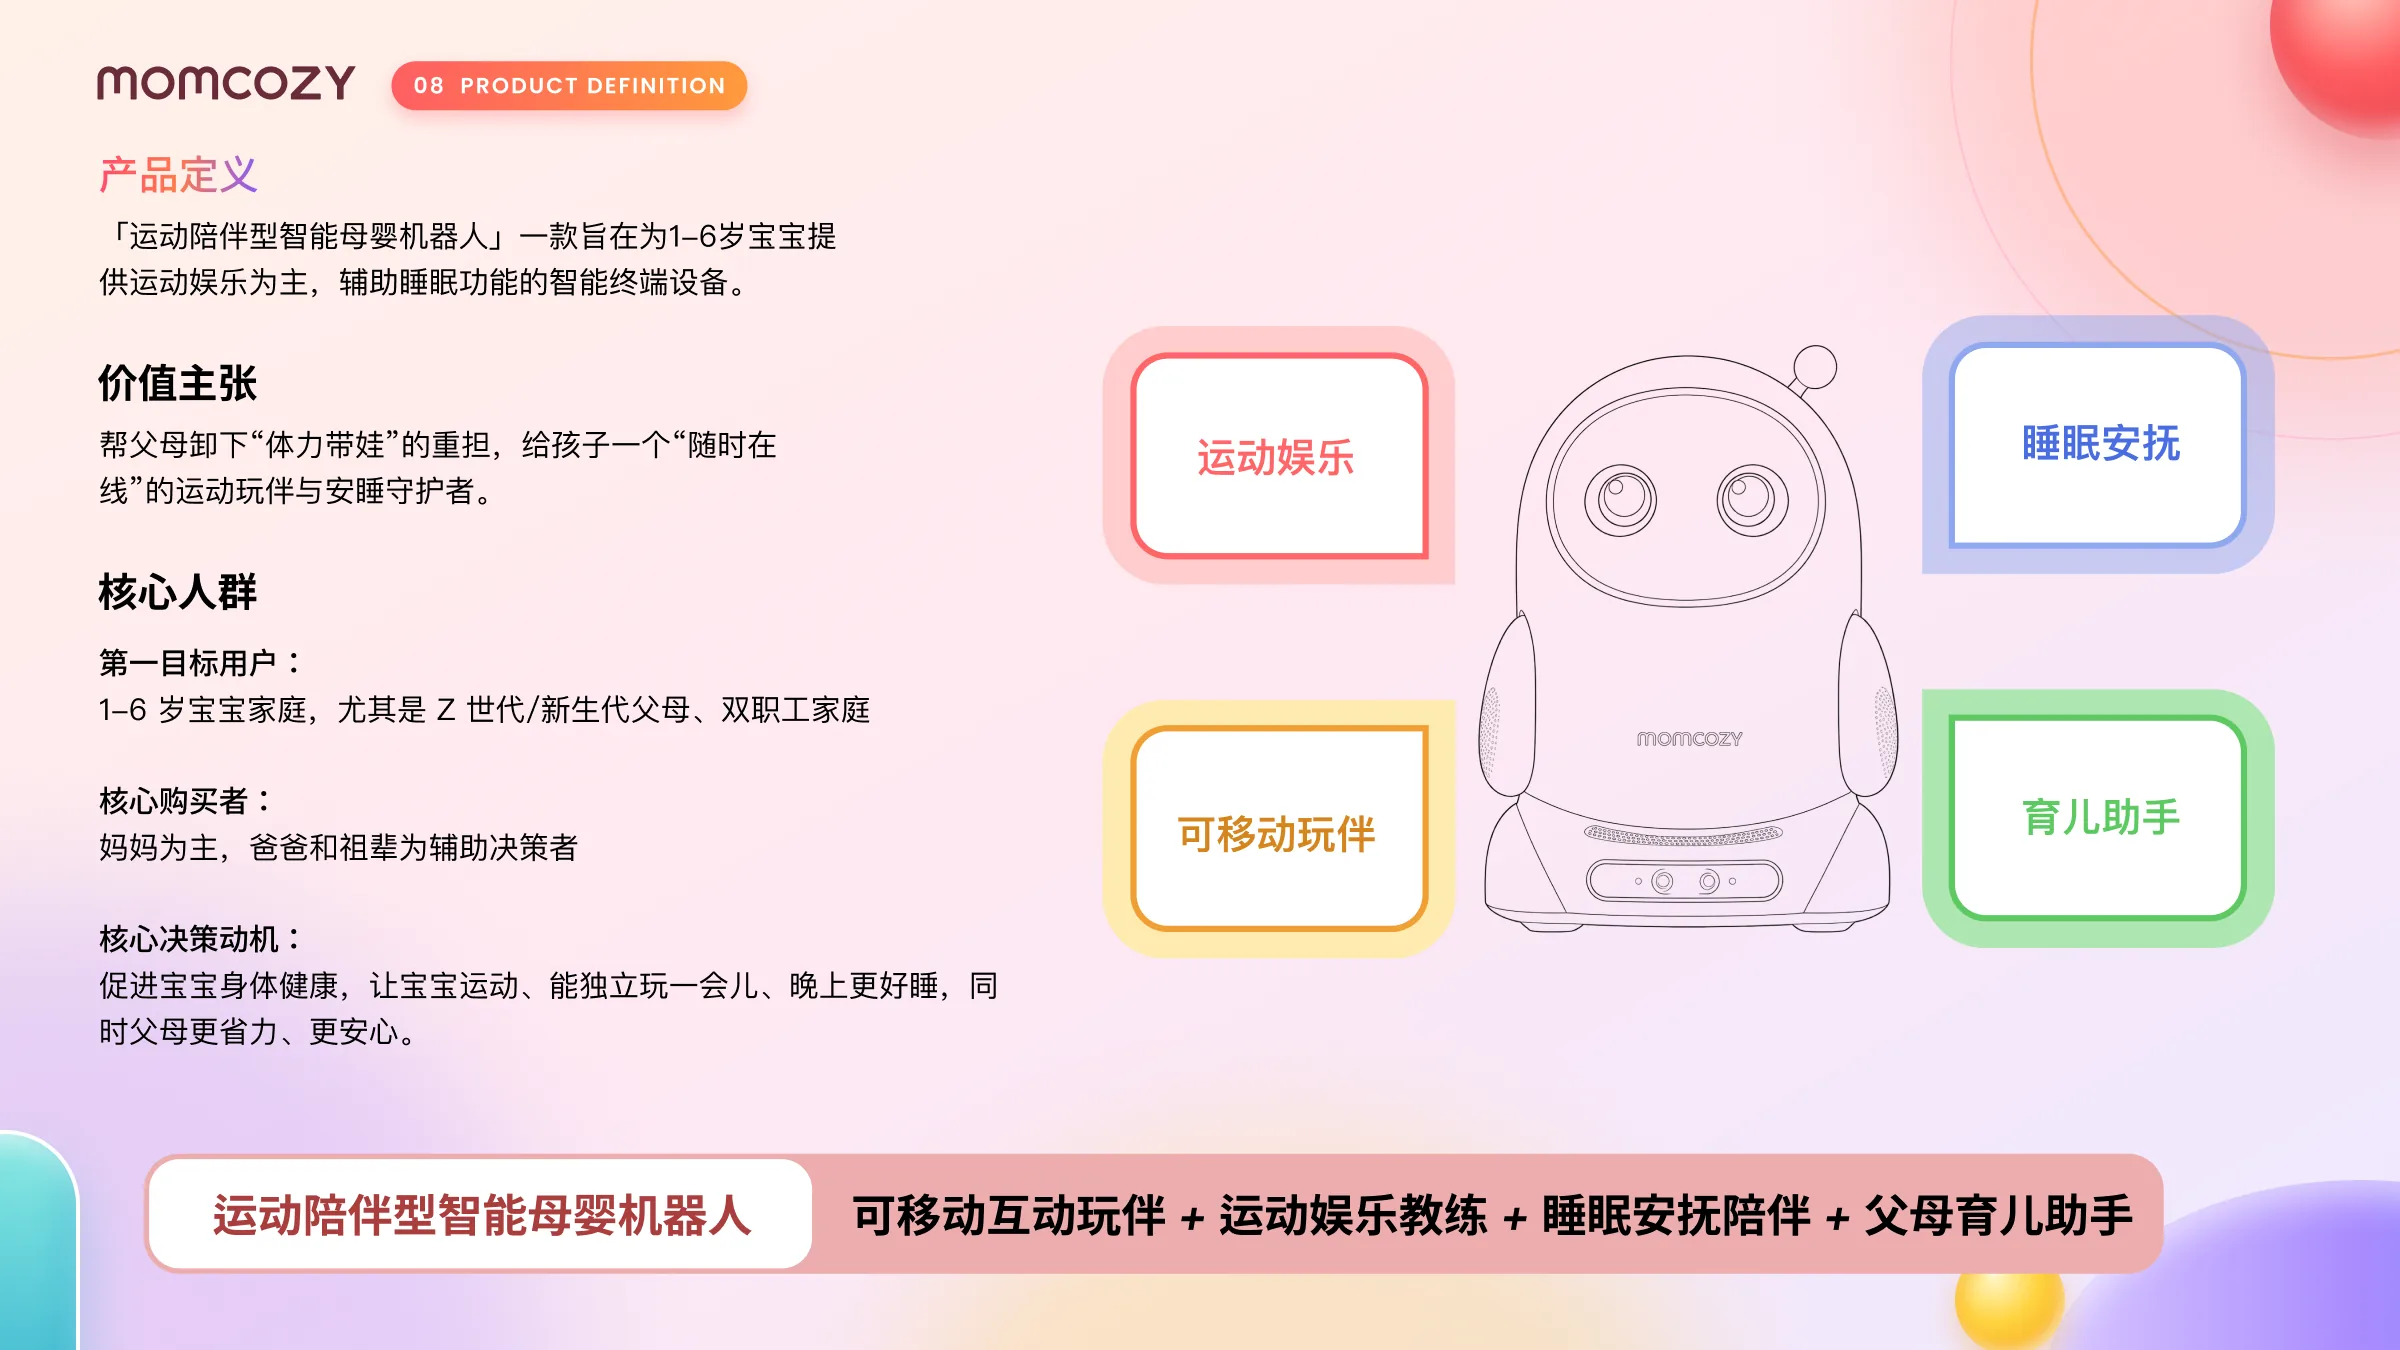 momcozy
08 PRODUCT DEFINITION
产品定义
「运动陪伴型智能母婴机器人」一款旨在为1–6岁宝宝提
供运动娱乐为主，辅助睡眠功能的智能终端设备。
价值主张
帮父母卸下“体力带娃”的重担，给孩子一个“随时在
线”的运动玩伴与安睡守护者。
核心人群
第一目标用户：
1–6 岁宝宝家庭，尤其是 Z 世代/新生代父母、双职工家庭
核心购买者：
妈妈为主，爸爸和祖辈为辅助决策者
核心决策动机：
促进宝宝身体健康，让宝宝运动、能独立玩一会儿、晚上更好睡，同
时父母更省力、更安心。
运动娱乐
睡眠安抚
可移动玩伴
育儿助手
momcozy
运动陪伴型智能母婴机器人
可移动互动玩伴 + 运动娱乐教练 + 睡眠安抚陪伴 + 父母育儿助手